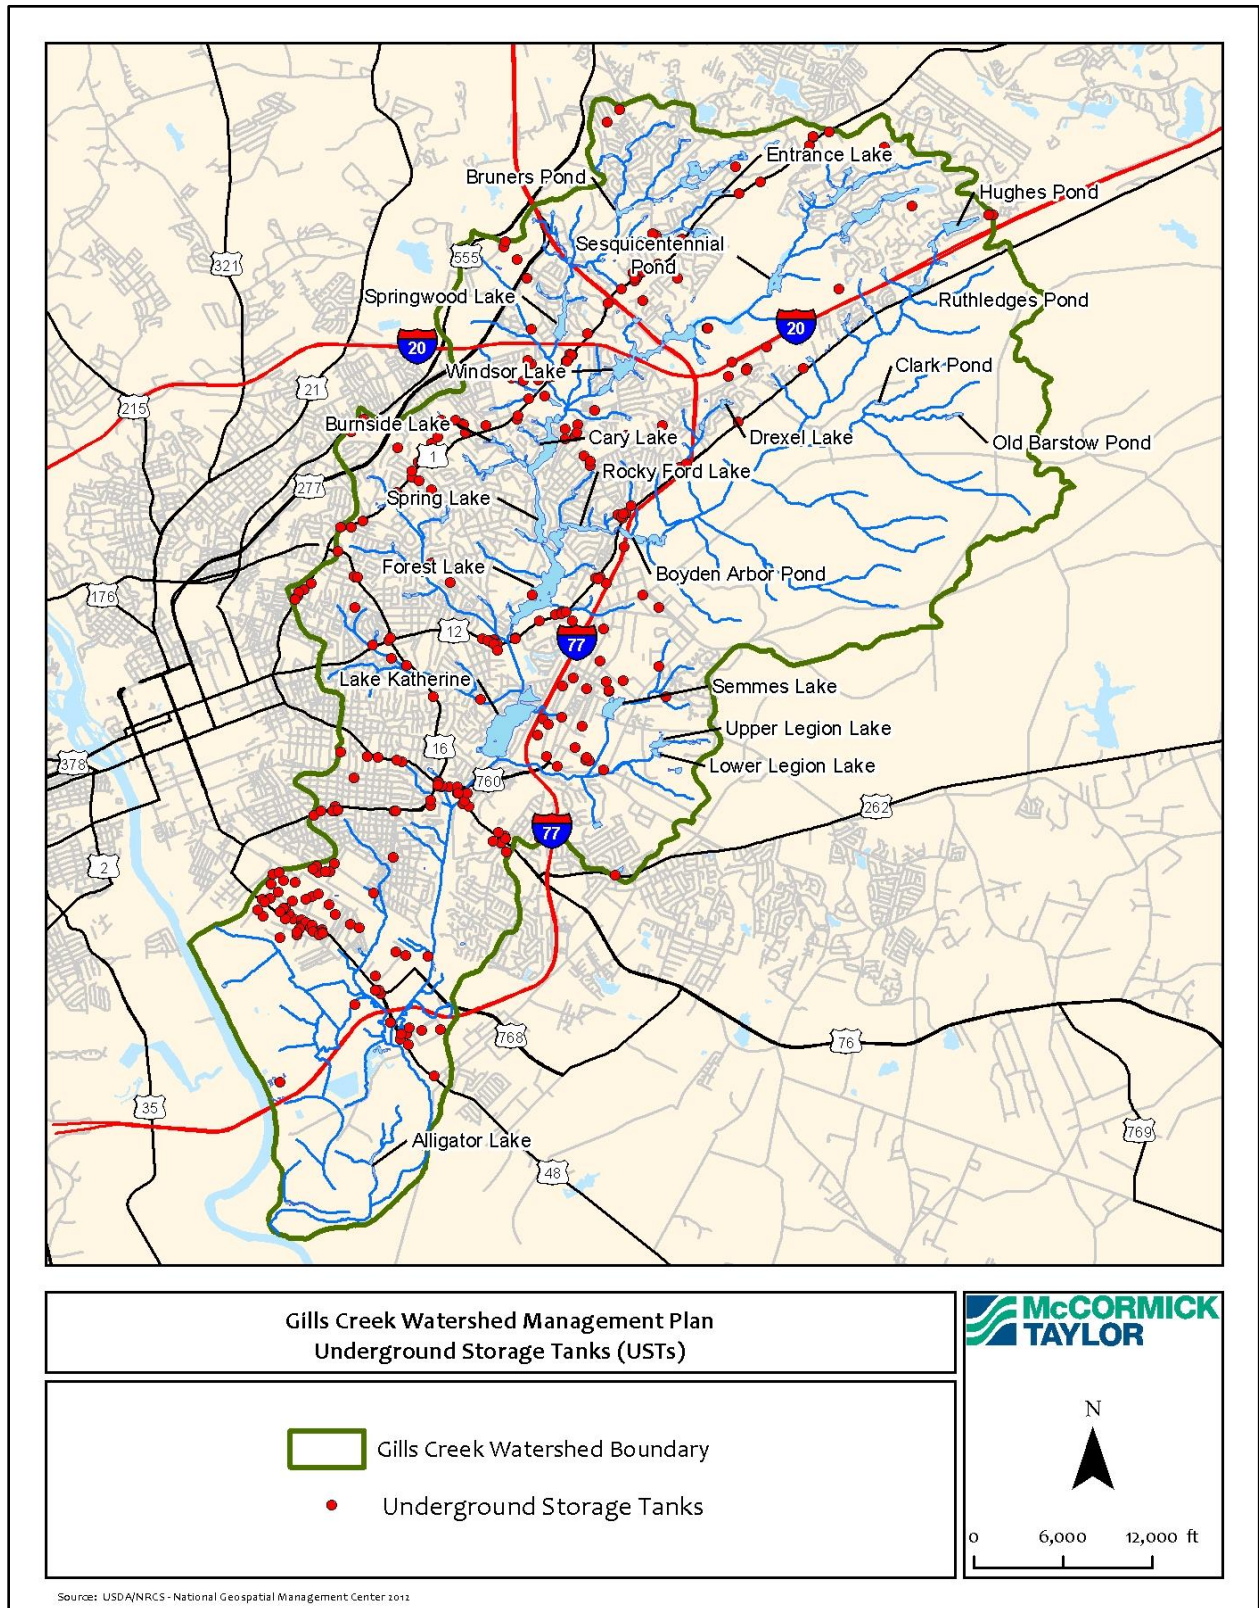 Entrance Lake
Bruners Pond
Hughes Pond
Sesquicentennial
Pond
555
321
Springwood Lake
Ruthledges Pond
20
20
Windsor Lake
Clark Pond
21
215
Burnside Lake
Cary Lake
Drexel Lake
Old Barstow Pond
1
Rocky Ford Lake
277
Spring Lake
Forest Lake
Boyden Arbor Pond
176
12
77
Lake Katherine
Semmes Lake
Upper Legion Lake
16
378
760
Lower Legion Lake
262
77
2
768
76
35
769
Alligator Lake
48
Gills Creek Watershed Management Plan
Underground Storage Tanks (USTs)
McCORMICK
TAYLOR
Gills Creek Watershed Boundary
Underground Storage Tanks
N
0 6,000 12,000 ft
Source: USDA/NRCS - National Geospatial Management Center 2012